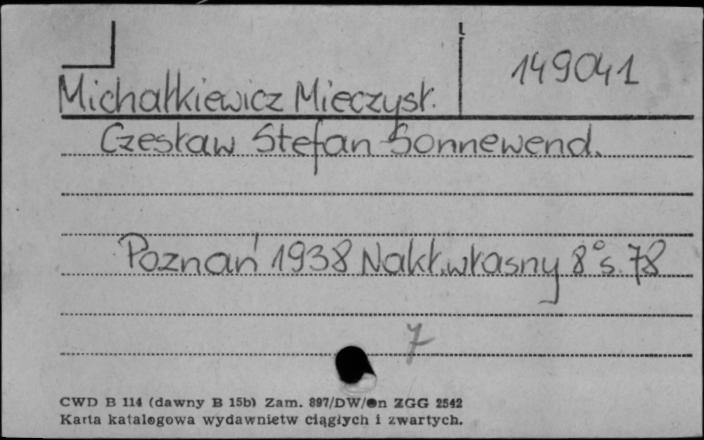 149041
Michałkiewicz Mieczysł.
Czesław Stefan Sonnewend.
Poznań 1938 Nakł. własny 8° s. 78
7
CWD B 114 (dawny B 15b) Zam. 897/DW/On ZGG 2542
Karta katalogowa wydawnictw ciągłych i zwartych.